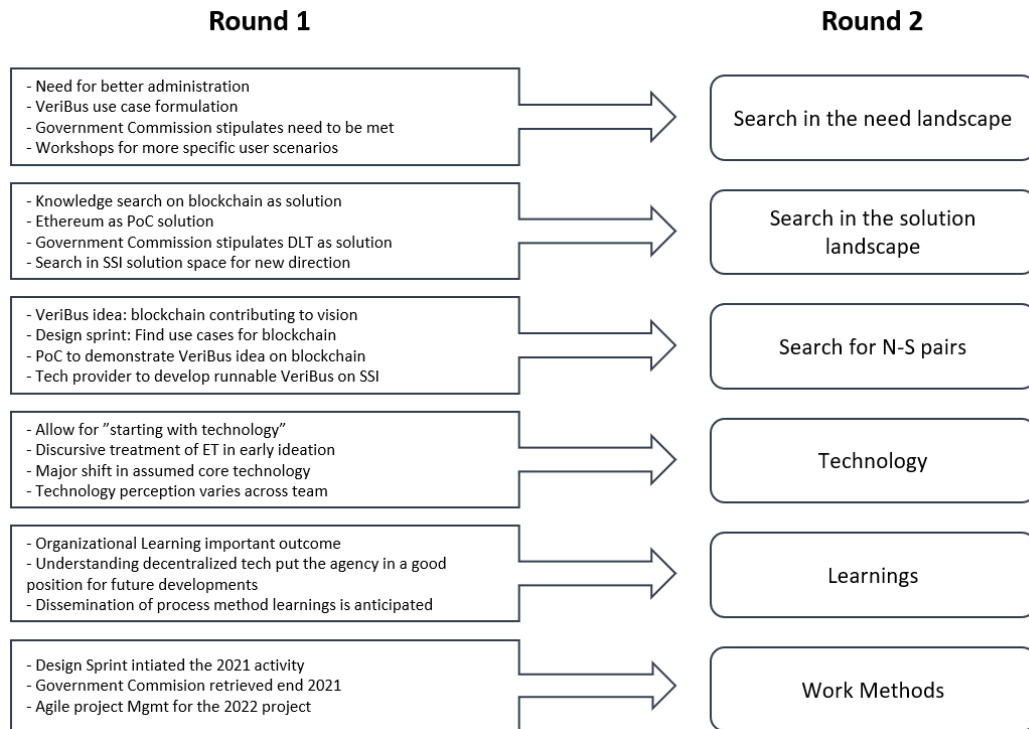 Round 1
Round 2
- Need for better administration
- VeriBus use case formulation
- Government Commission stipulates need to be met
- Workshops for more specific user scenarios
Search in the need landscape
- Knowledge search on blockchain as solution
- Ethereum as PoC solution
- Government Commission stipulates DLT as solution
- Search in SSI solution space for new direction
Search in the solution
landscape
- VeriBus idea: blockchain contributing to vision
- Design sprint: Find use cases for blockchain
- PoC to demonstrate VeriBus idea on blockchain
- Tech provider to develop runnable VeriBus on SSI
Search for N-S pairs
- Allow for ”starting with technology”
- Discursive treatment of ET in early ideation
- Major shift in assumed core technology
- Technology perception varies across team
Technology
- Organizational Learning important outcome
- Understanding decentralized tech put the agency in a good
position for future developments
- Dissemination of process method learnings is anticipated
Learnings
- Design Sprint intiated the 2021 activity
- Government Commision retrieved end 2021
- Agile project Mgmt for the 2022 project
Work Methods